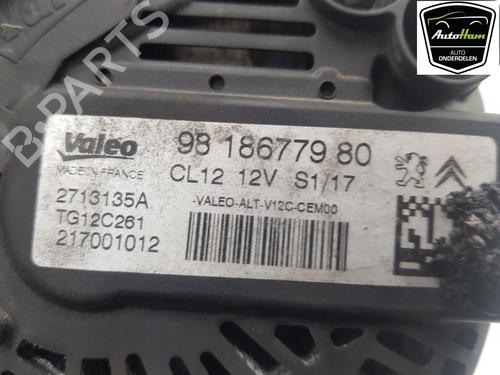 AutoHam
AUTO
ONDERDELEN
B-PARTS
Valeo
MADE IN FRANCE
98 186779 80
CL12 12V S1/17
-VALEO-ALT-V12C-CEM00
2713135A
TG12C261
217001012